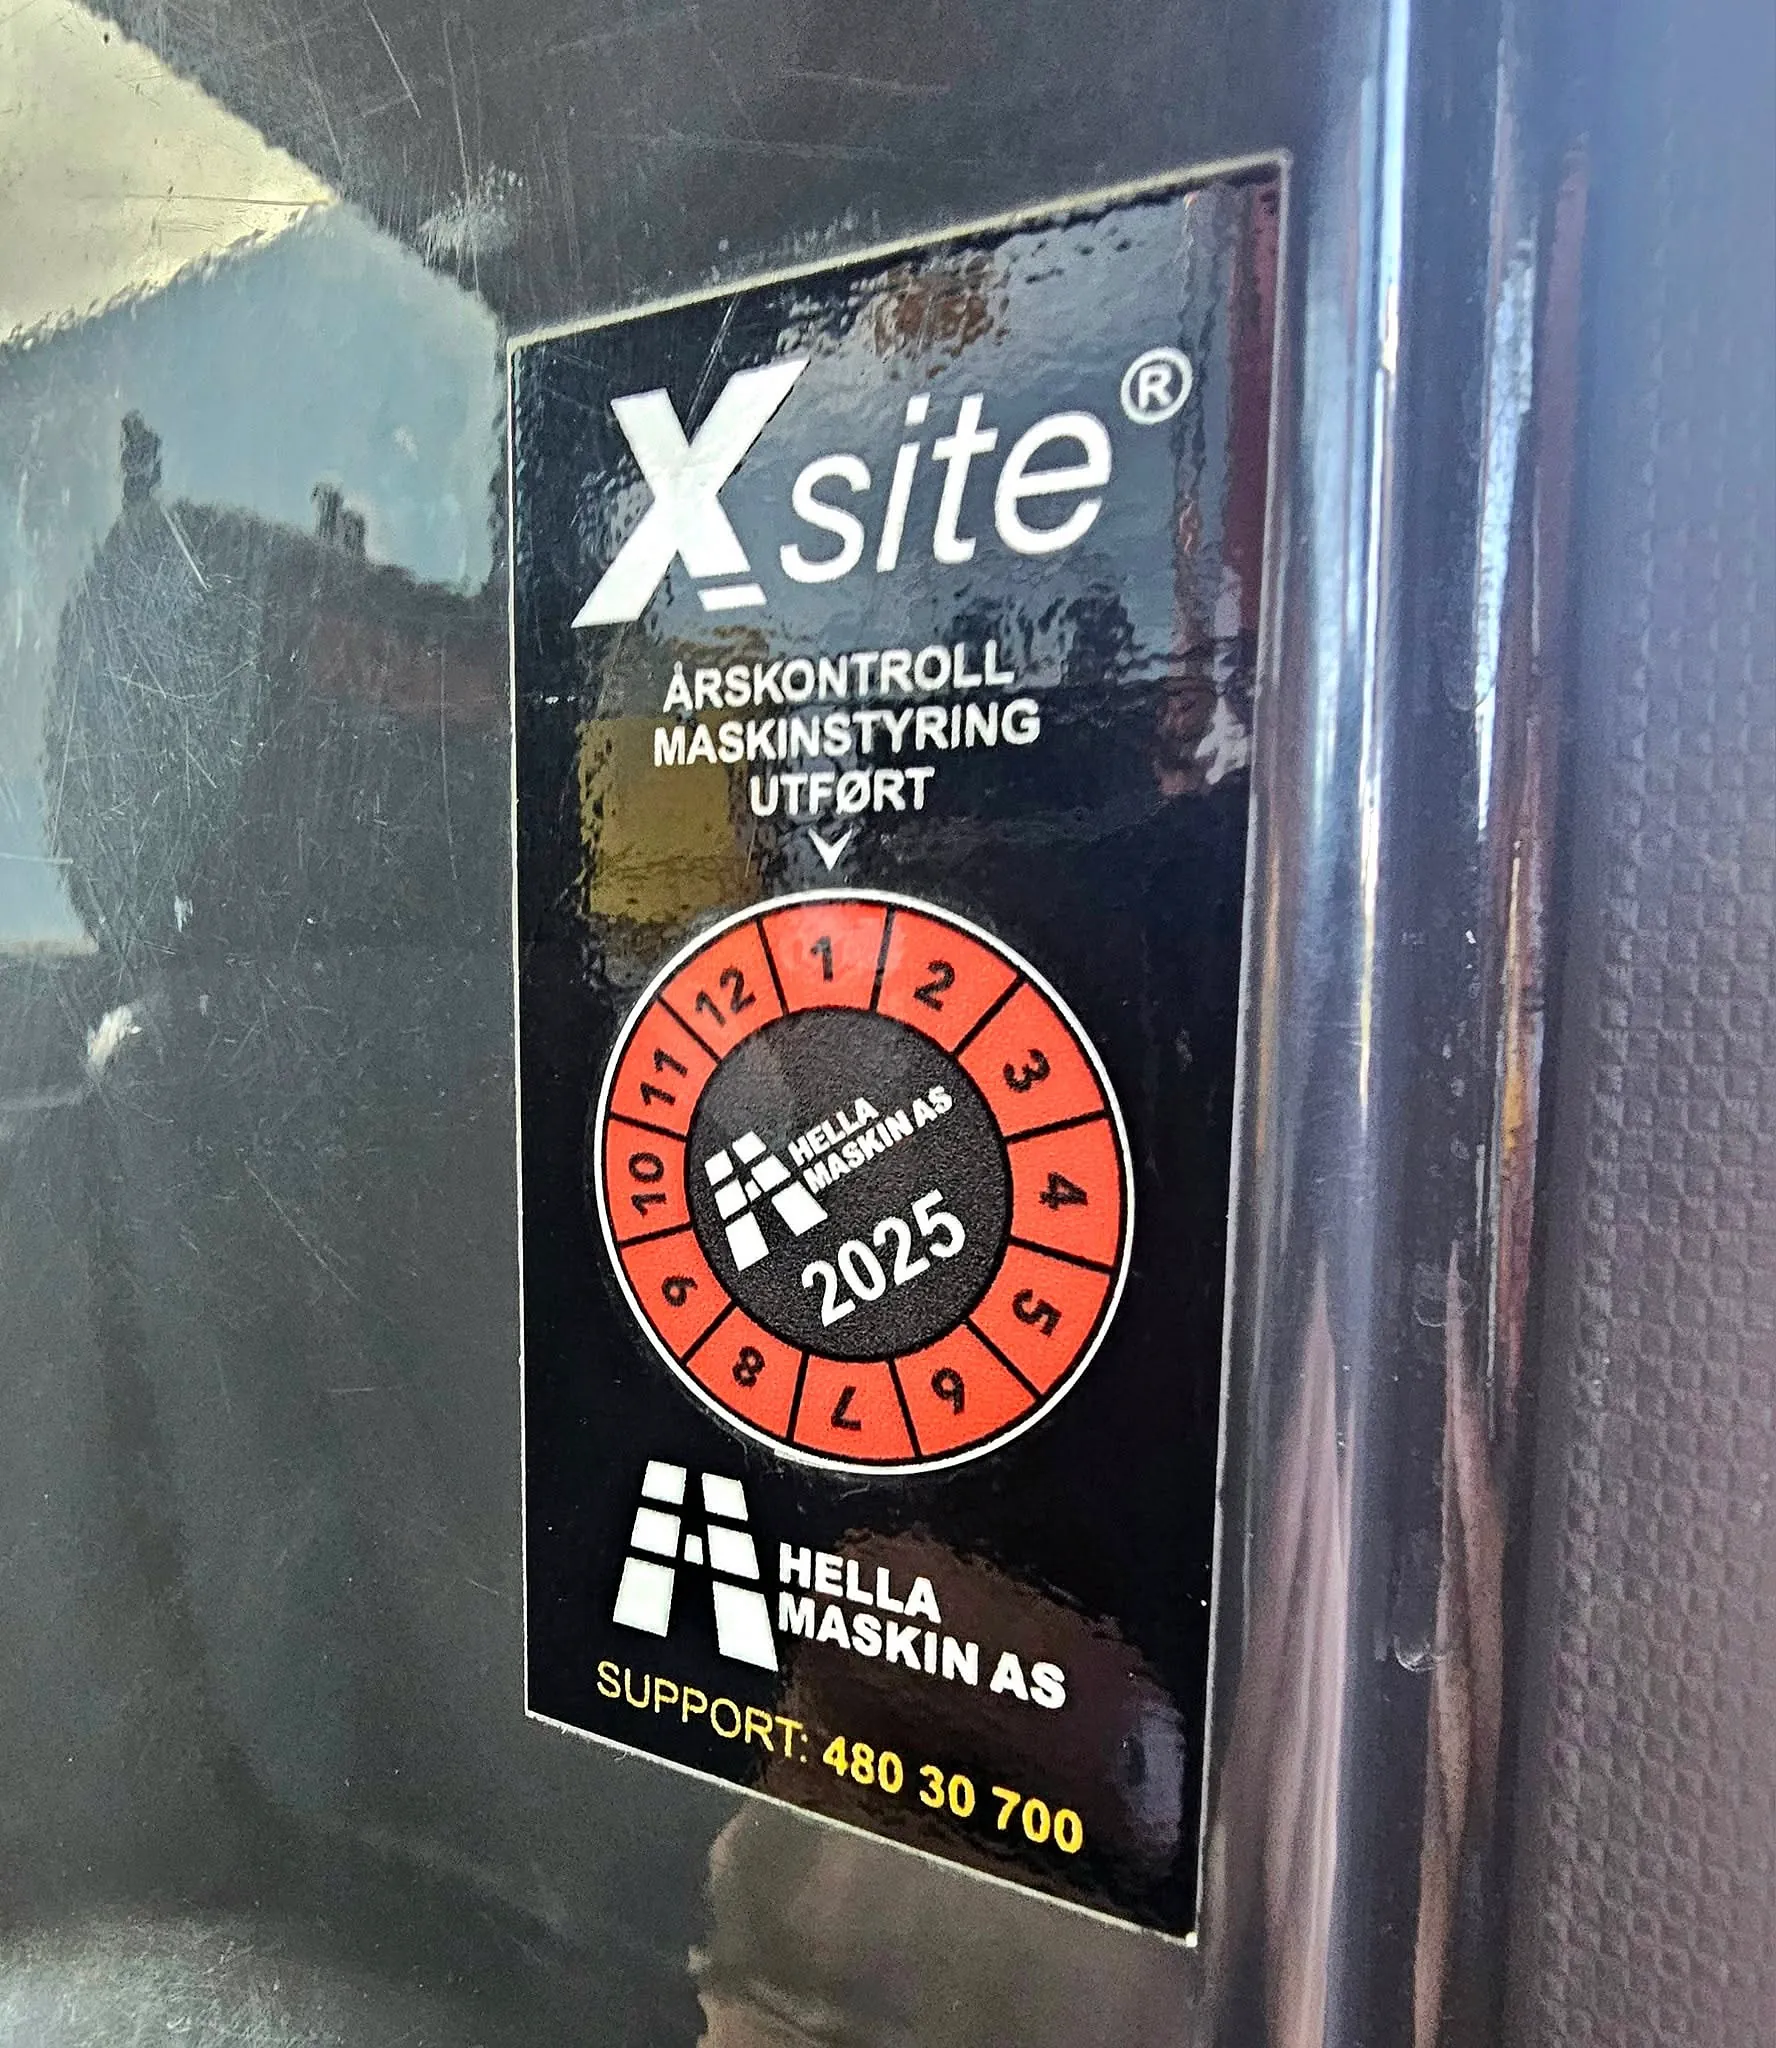 Xsite®
ÅRSKONTROLL
MASKINSTYRING
UTFØRT
1
2
3
4
5
6
7
8
9
10
11
12
HELLA
MASKIN AS
2025
HELLA
MASKIN AS
SUPPORT: 480 30 700